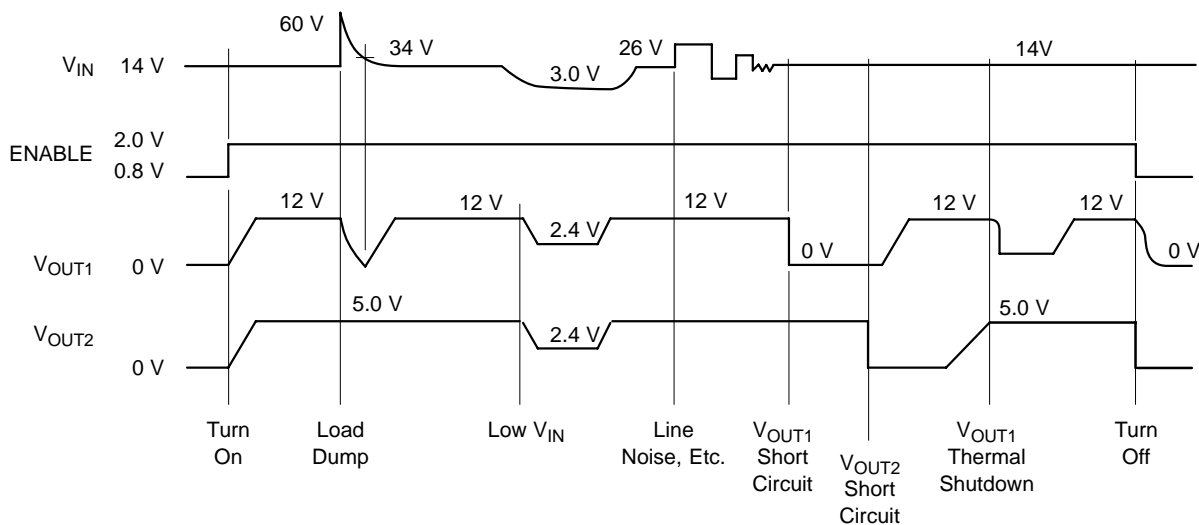 60 V
34 V
26 V
14V
V_IN
14 V
3.0 V
2.0 V
ENABLE
0.8 V
12 V
12 V
12 V
12 V
12 V
2.4 V
V_OUT1
0 V
0 V
0 V
5.0 V
5.0 V
V_OUT2
2.4 V
0 V
Turn
On
Load
Dump
Low V_IN
Line
Noise, Etc.
V_OUT1
Short
Circuit
V_OUT2
Short
Circuit
V_OUT1
Thermal
Shutdown
Turn
Off